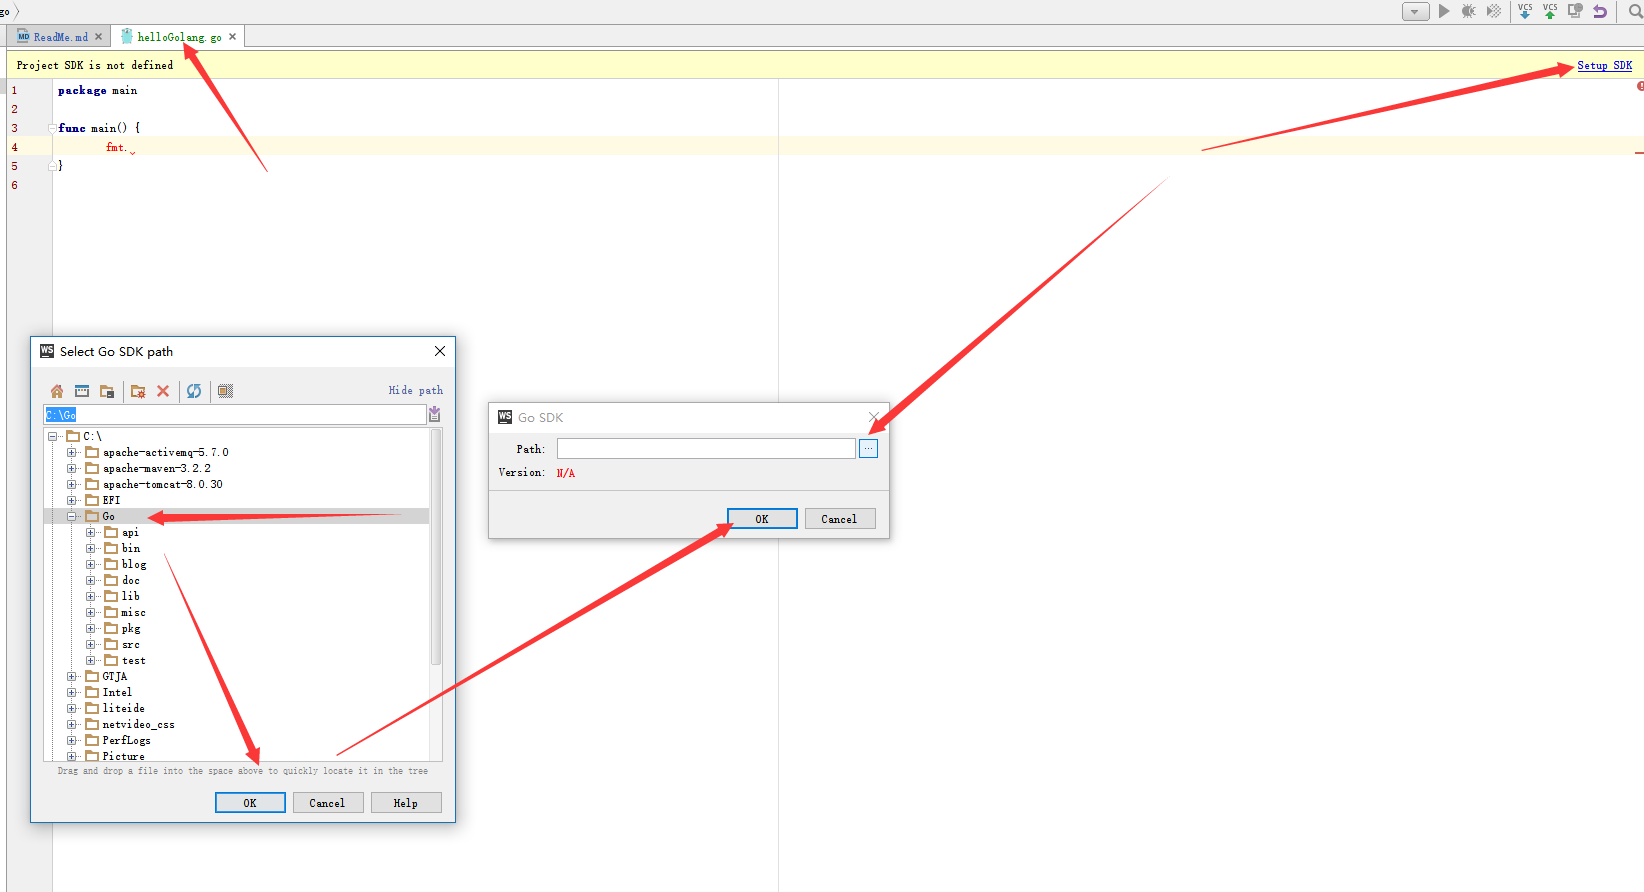 go
VCS VCS
ReadMe.md helloGolang.go
Project SDK is not defined Setup SDK
1 package main
2
3 func main() {
4 fmt.
5 }
6
WS Select Go SDK path
Hide path
C:\Go
C:\
apache-activemq-5.7.0
apache-maven-3.2.2
apache-tomcat-8.0.30
EFI
Go
api
bin
blog
doc
lib
misc
pkg
src
test
GTJA
Intel
liteide
netvideo_css
PerfLogs
Picture
Drag and drop a file into the space above to quickly locate it in the tree
OK Cancel Help
WS Go SDK
Path: ...
Version: N/A
OK Cancel